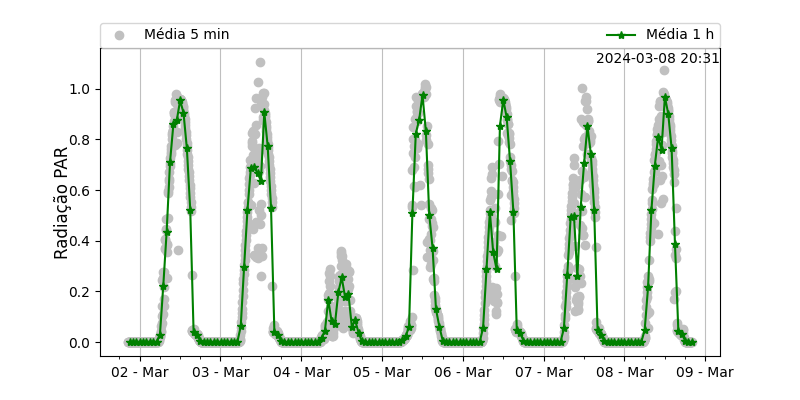 Média 5 min
Média 1 h
2024-03-08 20:31
Radiação PAR
1.0
0.8
0.6
0.4
0.2
0.0
02 - Mar
03 - Mar
04 - Mar
05 - Mar
06 - Mar
07 - Mar
08 - Mar
09 - Mar